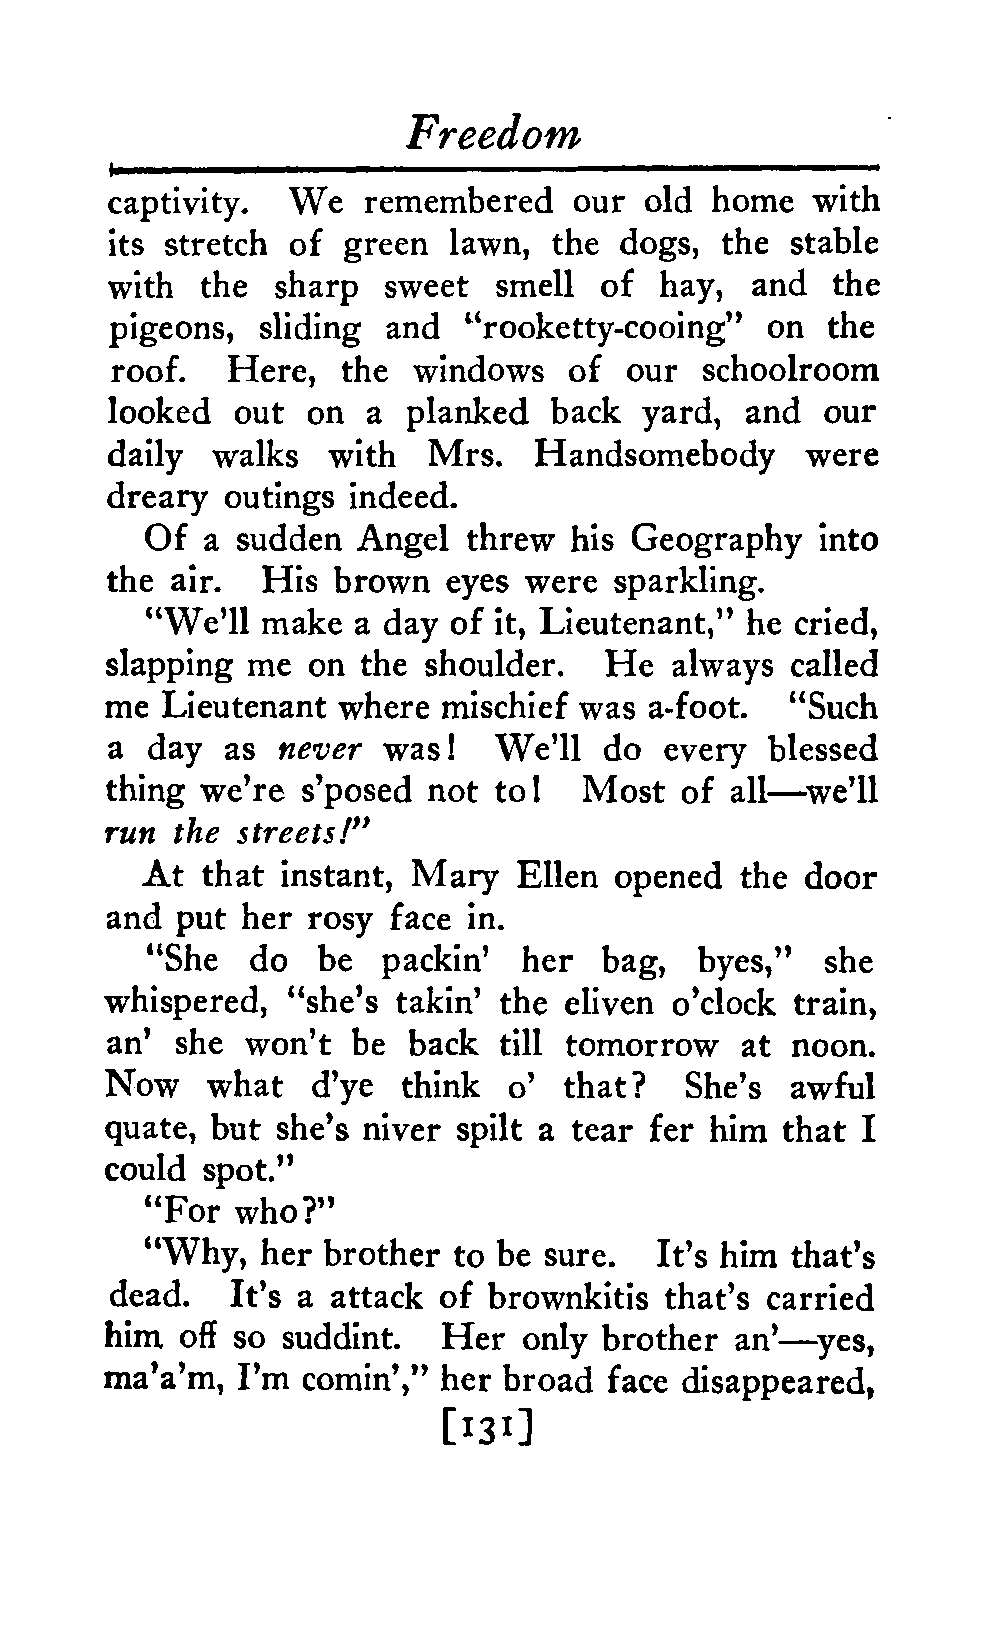 Freedom
captivity. We remembered our old home with
its stretch of green lawn, the dogs, the stable
with the sharp sweet smell of hay, and the
pigeons, sliding and "rooketty-cooing" on the
roof. Here, the windows of our schoolroom
looked out on a planked back yard, and our
daily walks with Mrs. Handsomebody were
dreary outings indeed.
Of a sudden Angel threw his Geography into
the air. His brown eyes were sparkling.
"We'll make a day of it, Lieutenant," he cried,
slapping me on the shoulder. He always called
me Lieutenant where mischief was a-foot. "Such
a day as never was! We'll do every blessed
thing we're s'posed not to! Most of all—we'll
run the streets!"
At that instant, Mary Ellen opened the door
and put her rosy face in.
"She do be packin' her bag, byes," she
whispered, "she's takin' the eliven o'clock train,
an' she won't be back till tomorrow at noon.
Now what d'ye think o' that? She's awful
quate, but she's niver spilt a tear fer him that I
could spot."
"For who?"
"Why, her brother to be sure. It's him that's
dead. It's a attack of brownkitis that's carried
him off so suddint. Her only brother an'—yes,
ma'a'm, I'm comin'," her broad face disappeared,
[131]